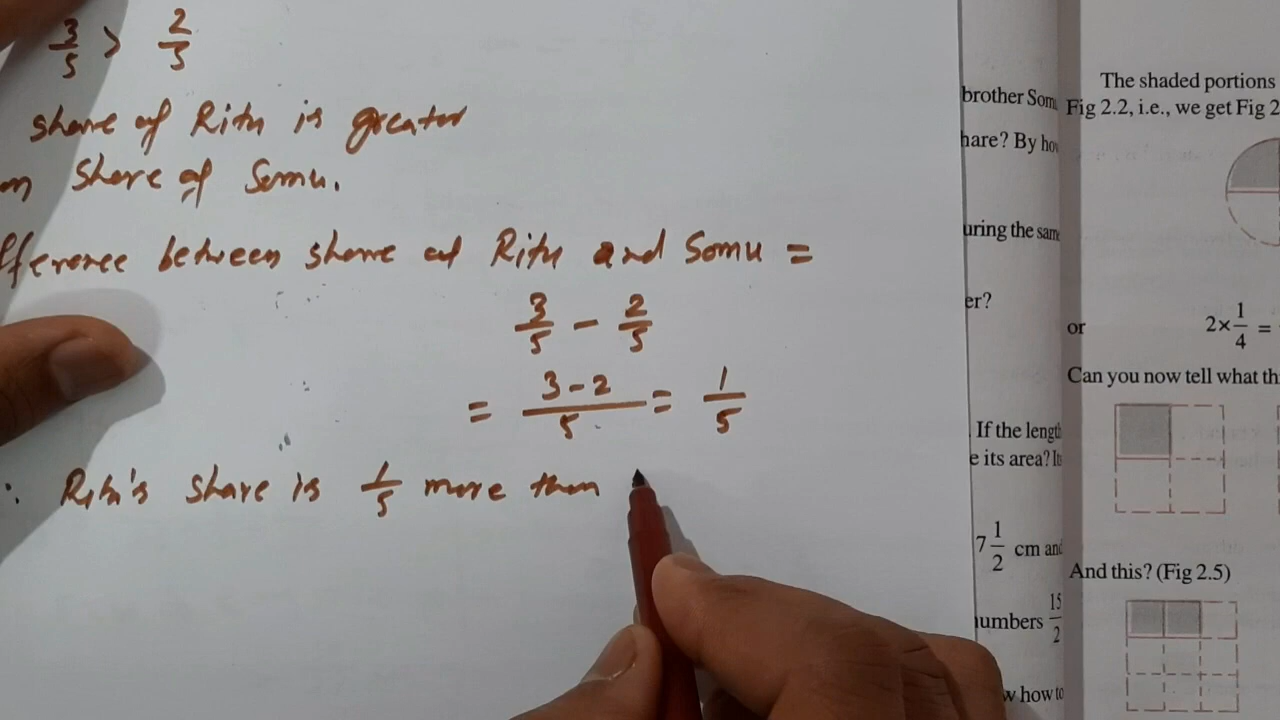 3/5 > 2/5
share of Ritu is greater
share of Somu.
fference between share of Ritu and Somu =
3/5 - 2/5
= 3-2/5 = 1/5
Ritu's share is 1/5 more than
brother Som
hare? By ho
uring the sam
er?
If the lengt
e its area? It
7 1/2 cm and
numbers 15/2
w how to
The shaded portions
Fig 2.2, i.e., we get Fig 2
or 2× 1/4 =
Can you now tell what th
And this? (Fig 2.5)